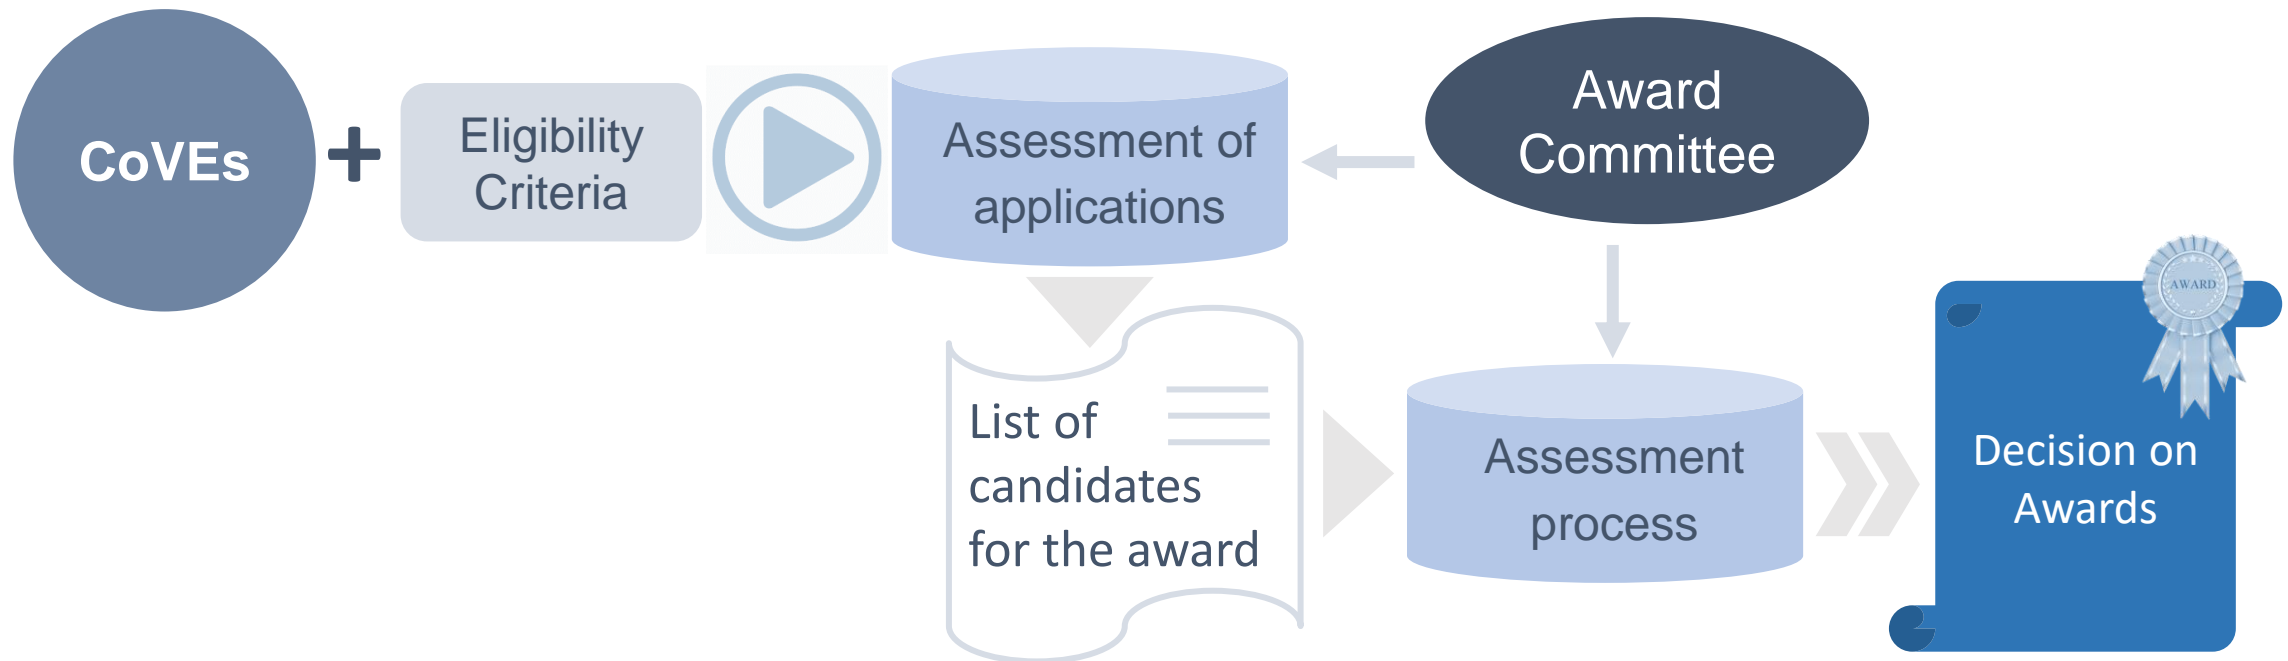 CoVEs
+
Eligibility
Criteria
Assessment of
applications
Award
Committee
List of
candidates
for the award
Assessment
process
AWARD
Decision on
Awards